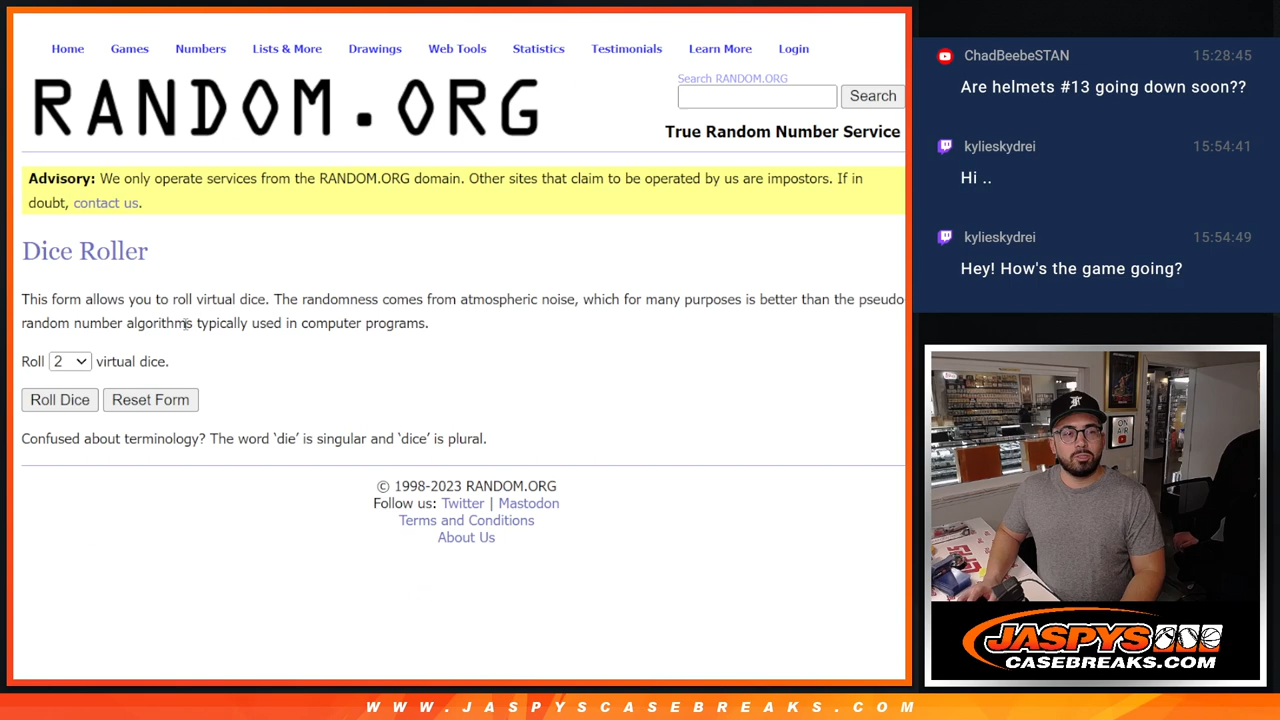 Home Games Numbers Lists & More Drawings Web Tools Statistics Testimonials Learn More Login
RANDOM.ORG
Search RANDOM.ORG
Search
True Random Number Service
Advisory: We only operate services from the RANDOM.ORG domain. Other sites that claim to be operated by us are impostors. If in
doubt, contact us.
Dice Roller
This form allows you to roll virtual dice. The randomness comes from atmospheric noise, which for many purposes is better than the pseudo
random number algorithms typically used in computer programs.
Roll 2 virtual dice.
Roll Dice Reset Form
Confused about terminology? The word ‘die’ is singular and ‘dice’ is plural.
© 1998-2023 RANDOM.ORG
Follow us: Twitter | Mastodon
Terms and Conditions
About Us
ChadBeebeSTAN 15:28:45
Are helmets #13 going down soon??
kylieskydrei 15:54:41
Hi ..
kylieskydrei 15:54:49
Hey! How's the game going?
ON
AIR
JASPYS
CASEBREAKS.COM
WWW.JASPYSCASEBREAKS.COM